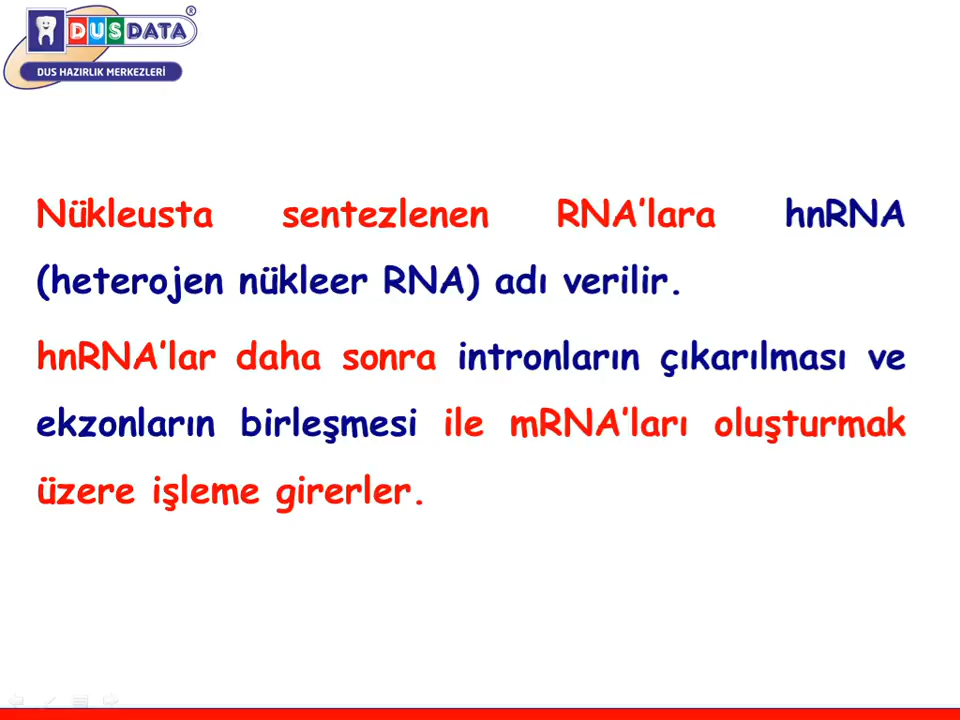 DUSDATA®
DUS HAZIRLIK MERKEZLERİ
Nükleusta sentezlenen RNA'lara hnRNA
(heterojen nükleer RNA) adı verilir.
hnRNA'lar daha sonra intronların çıkarılması ve
ekzonların birleşmesi ile mRNA'ları oluşturmak
üzere işleme girerler.